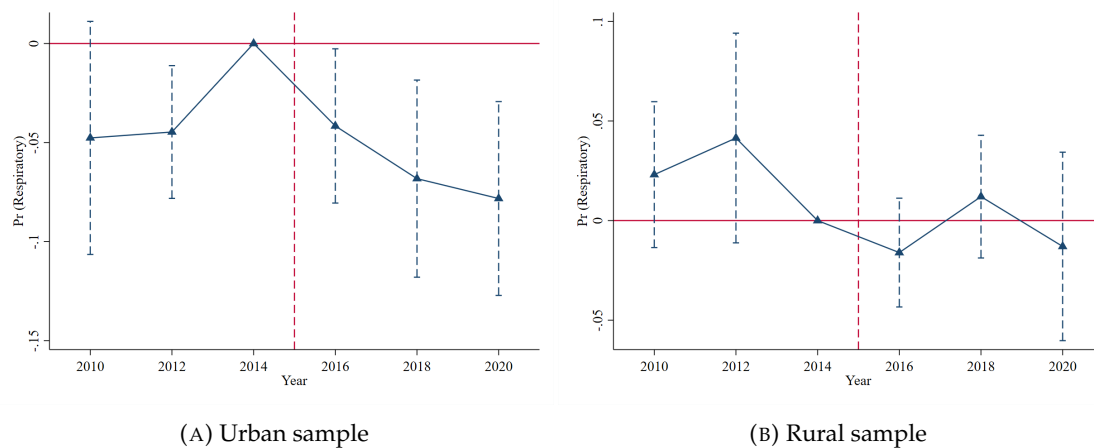 0
-.05
-.1
-.15
Pr (Respiratory)
2010 2012 2014 2016 2018 2020
Year
(A) Urban sample
.1
.05
0
-.05
Pr (Respiratory)
2010 2012 2014 2016 2018 2020
Year
(B) Rural sample